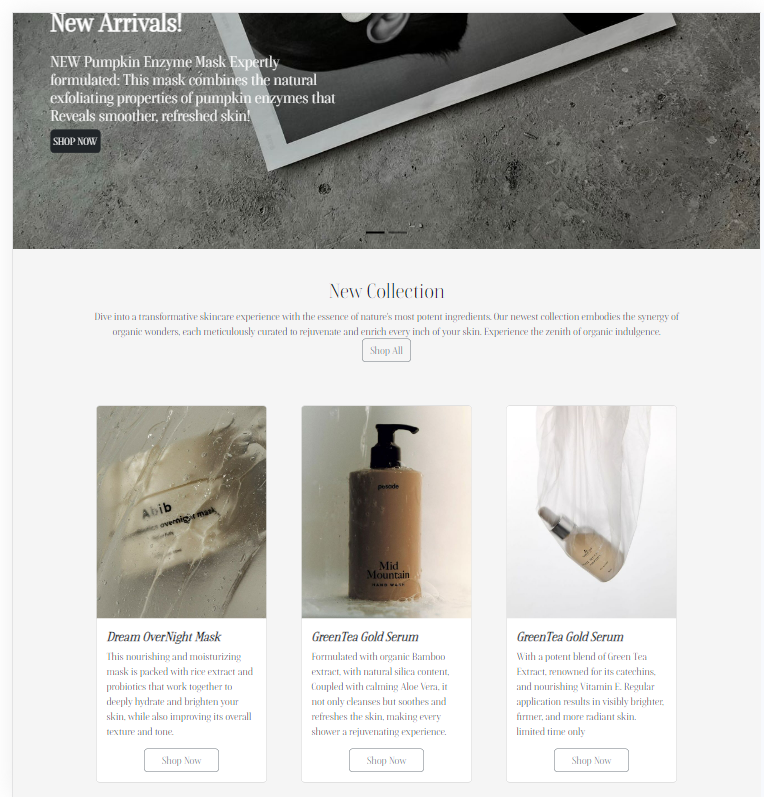 New Arrivals!
NEW Pumpkin Enzyme Mask Expertly
formulated: This mask combines the natural
exfoliating properties of pumpkin enzymes that
Reveals smoother, refreshed skin!
SHOP NOW
New Collection
Dive into a transformative skincare experience with the essence of nature's most potent ingredients. Our newest collection embodies the synergy of
organic wonders, each meticulously curated to rejuvenate and enrich every inch of your skin. Experience the zenith of organic indulgence.
Shop All
Abib
overnight mask
Mid
Mountain
HAND WASH
Dream OverNight Mask
This nourishing and moisturizing
mask is packed with rice extract and
probiotics that work together to
deeply hydrate and brighten your
skin, while also improving its overall
texture and tone.
Shop Now
GreenTea Gold Serum
Formulated with organic Bamboo
extract, with natural silica content,
Coupled with calming Aloe Vera, it
not only cleanses but soothes and
refreshes the skin, making every
shower a rejuvenating experience.
Shop Now
GreenTea Gold Serum
With a potent blend of Green Tea
Extract, renowned for its catechins,
and nourishing Vitamin E. Regular
application results in visibly brighter,
firmer, and more radiant skin.
limited time only
Shop Now